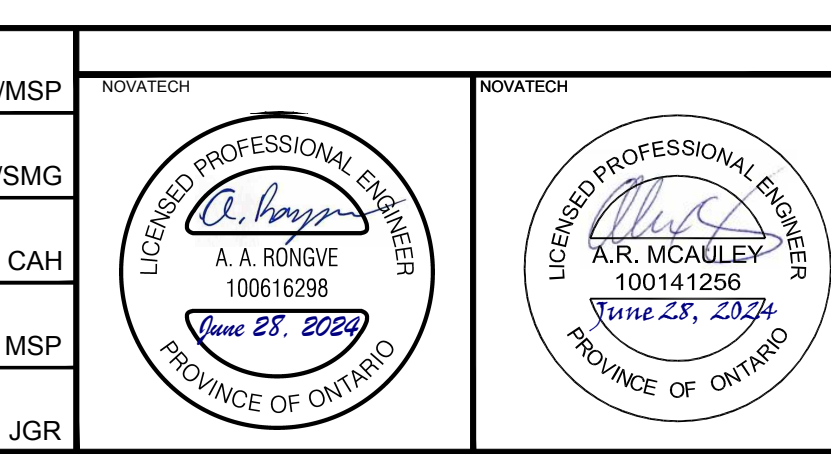 /MSP
/SMG
CAH
MSP
JGR
NOVATECH
LICENSED PROFESSIONAL ENGINEER
A. A. RONGVE
100616298
June 28, 2024
PROVINCE OF ONTARIO
NOVATECH
LICENSED PROFESSIONAL ENGINEER
A.R. MCAULEY
100141256
June 28, 2024
PROVINCE OF ONTARIO